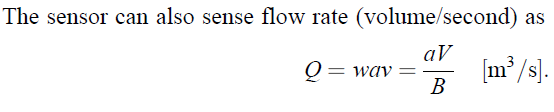 The sensor can also sense flow rate (volume/second) as
Q = wav = aV/B [m³/s].